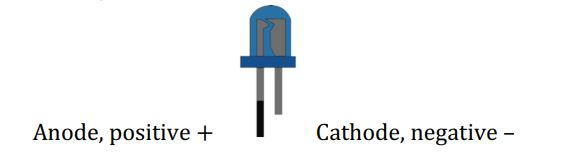 Anode, positive + Cathode, negative –